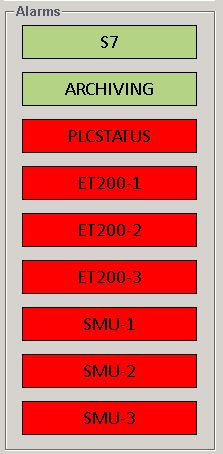 Alarms
S7
ARCHIVING
PLCSTATUS
ET200-1
ET200-2
ET200-3
SMU-1
SMU-2
SMU-3